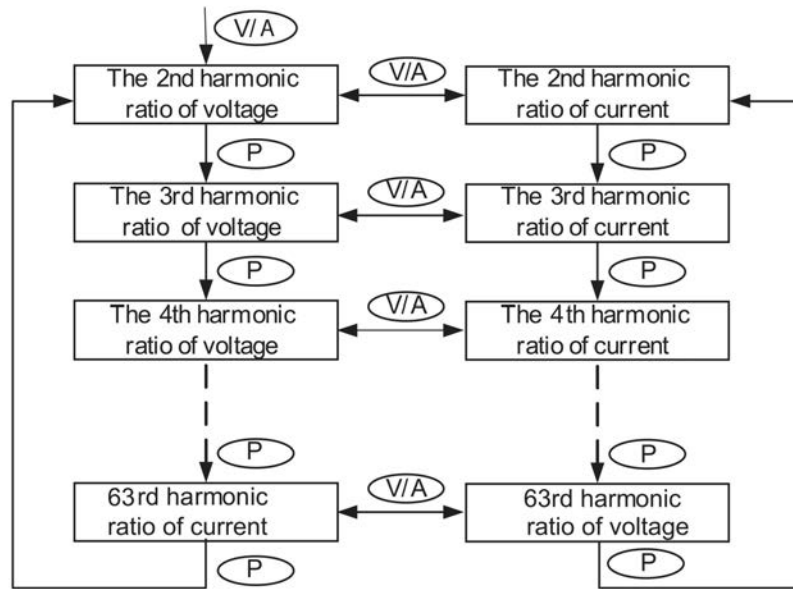 V/A
The 2nd harmonic
ratio of voltage
V/A
The 2nd harmonic
ratio of current
P
P
The 3rd harmonic
ratio of voltage
V/A
The 3rd harmonic
ratio of current
P
P
The 4th harmonic
ratio of voltage
V/A
The 4th harmonic
ratio of current
P
P
63rd harmonic
ratio of current
V/A
63rd harmonic
ratio of voltage
P
P